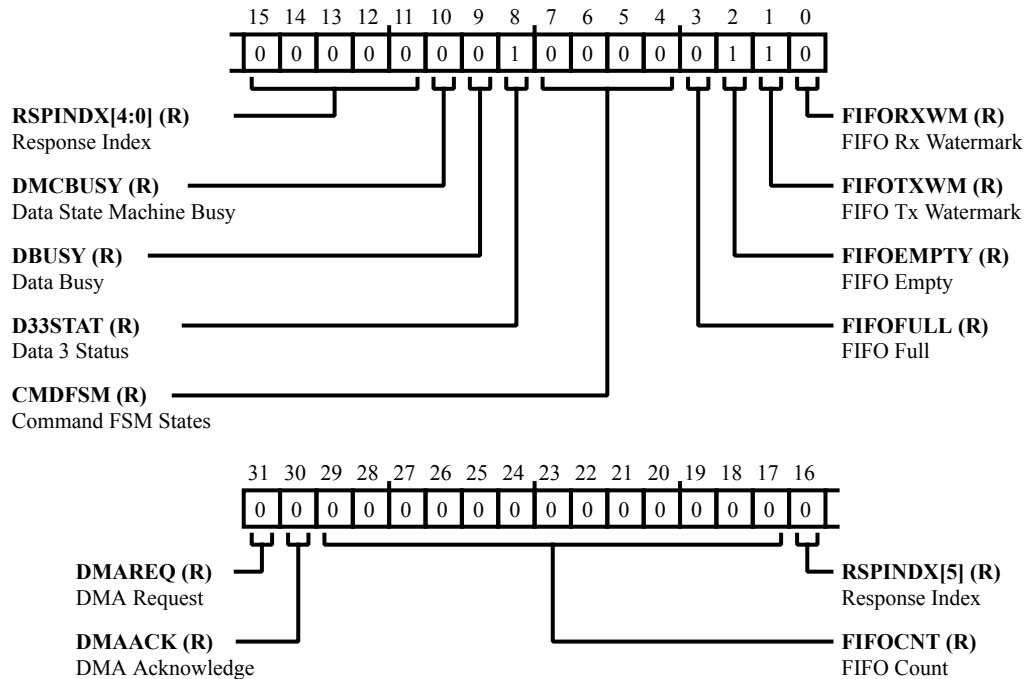 15 14 13 12 11 10 9 8 7 6 5 4 3 2 1 0
0 0 0 0 0 0 0 1 0 0 0 0 0 1 1 0
RSPINDX[4:0] (R)
Response Index
DMCBUSY (R)
Data State Machine Busy
DBUSY (R)
Data Busy
D33STAT (R)
Data 3 Status
CMDFSM (R)
Command FSM States
FIFORXWM (R)
FIFO Rx Watermark
FIFOTXWM (R)
FIFO Tx Watermark
FIFOEMPTY (R)
FIFO Empty
FIFOFULL (R)
FIFO Full
31 30 29 28 27 26 25 24 23 22 21 20 19 18 17 16
0 0 0 0 0 0 0 0 0 0 0 0 0 0 0 0
DMAREQ (R)
DMA Request
DMAACK (R)
DMA Acknowledge
RSPINDX[5] (R)
Response Index
FIFOCNT (R)
FIFO Count